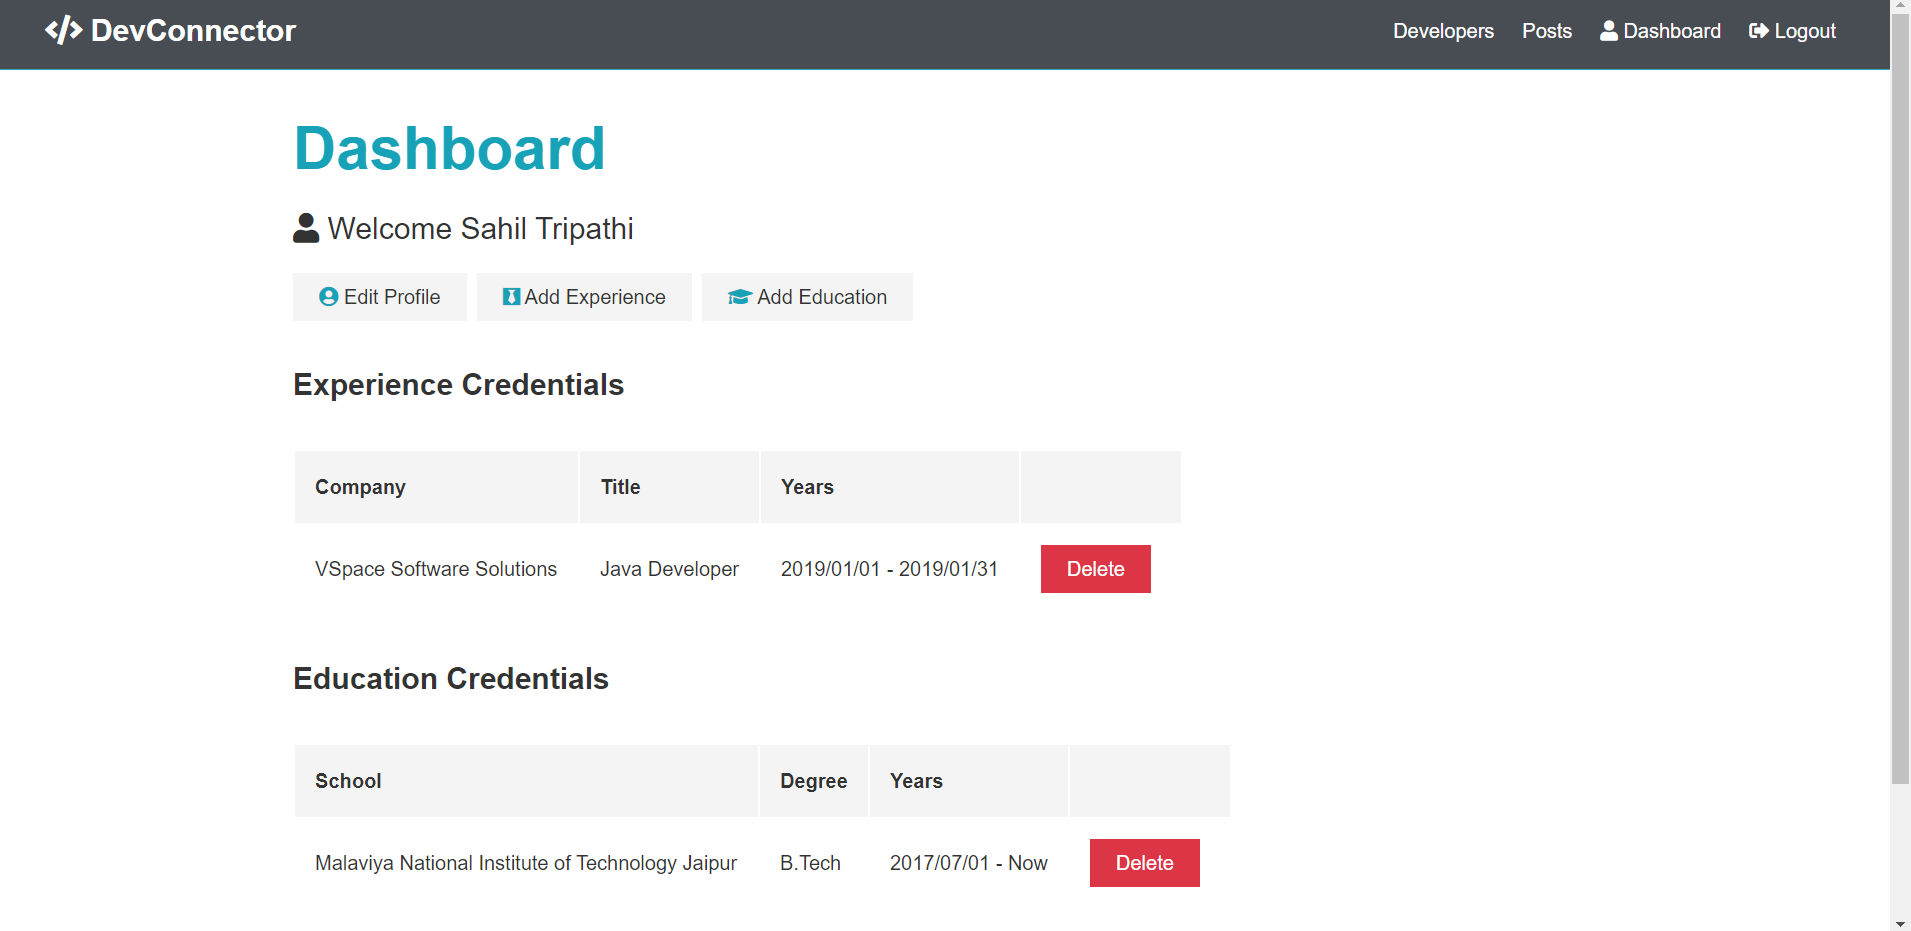 DevConnector
Developers Posts Dashboard Logout
Dashboard
Welcome Sahil Tripathi
Edit Profile Add Experience Add Education
Experience Credentials
Company Title Years
VSpace Software Solutions Java Developer 2019/01/01 - 2019/01/31 Delete
Education Credentials
School Degree Years
Malaviya National Institute of Technology Jaipur B.Tech 2017/07/01 - Now Delete